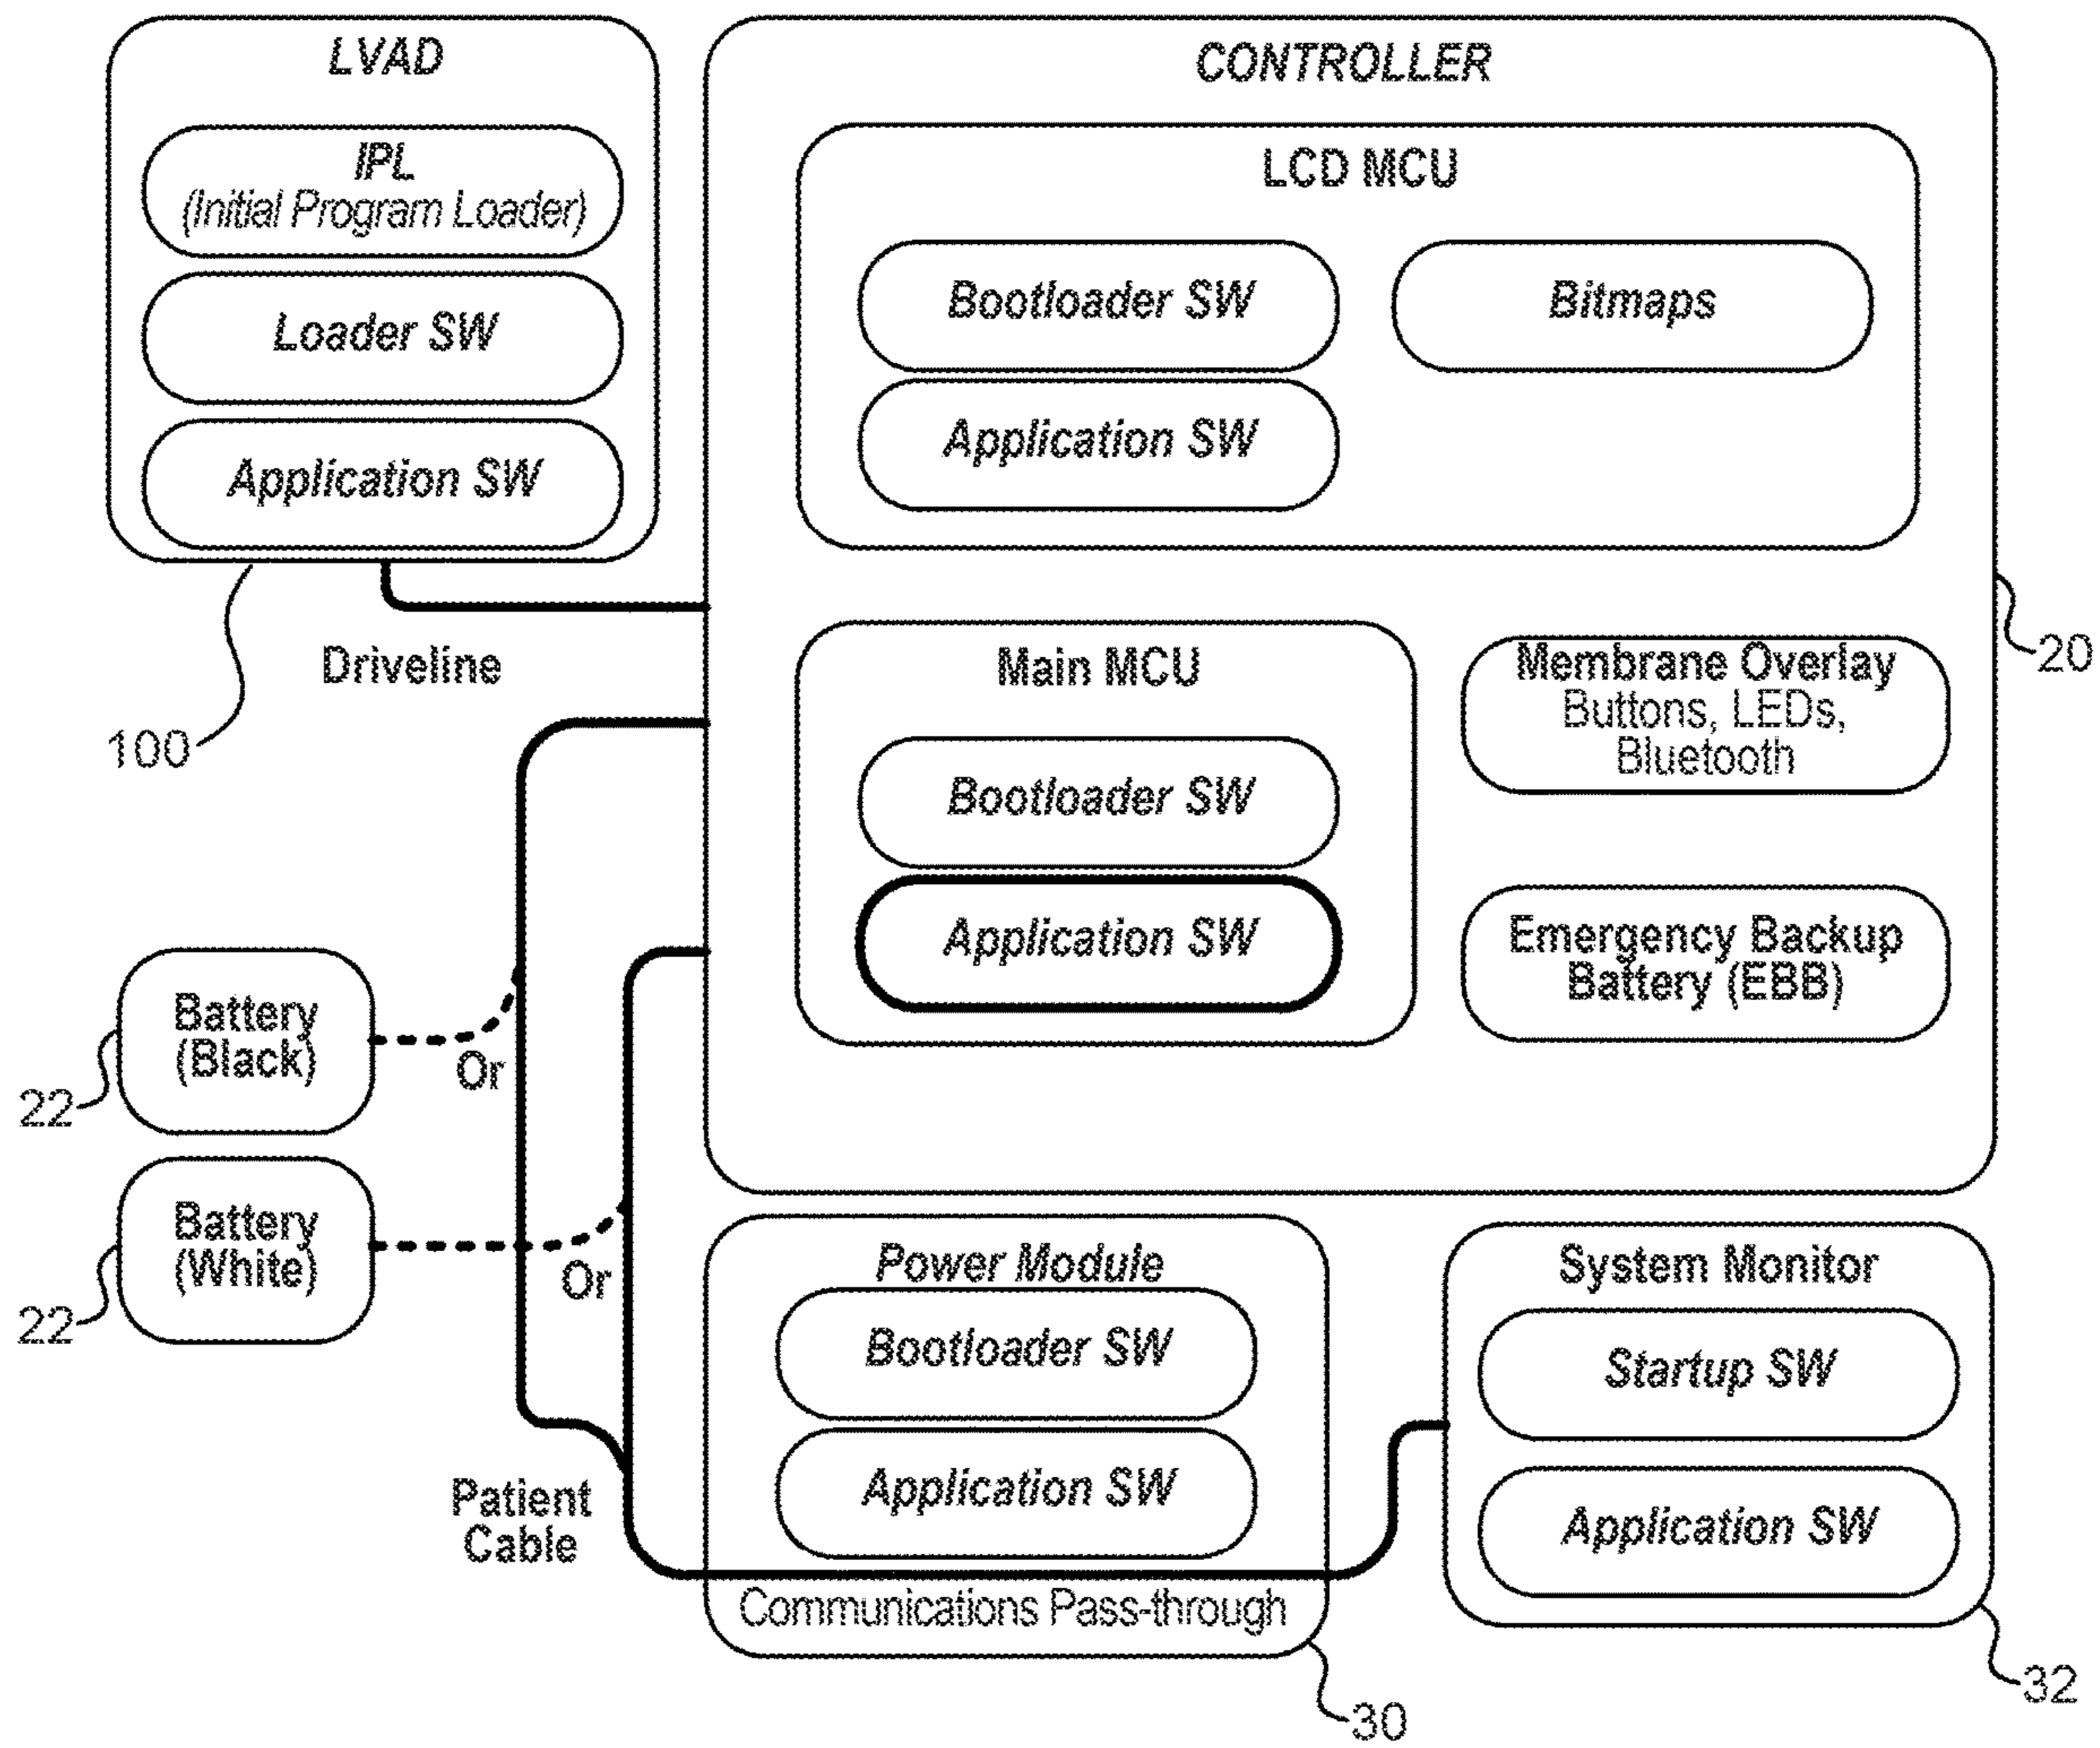 LVAD
IPL
(Initial Program Loader)
Loader SW
Application SW
100
Driveline
CONTROLLER
LCD MCU
Bootloader SW
Bitmaps
Application SW
20
Main MCU
Bootloader SW
Application SW
Membrane Overlay
Buttons, LEDs,
Bluetooth
Emergency Backup
Battery (EBB)
Battery
(Black)
22
Or
Battery
(White)
22
Or
Patient
Cable
Power Module
Bootloader SW
Application SW
Communications Pass-through
30
System Monitor
Startup SW
Application SW
32